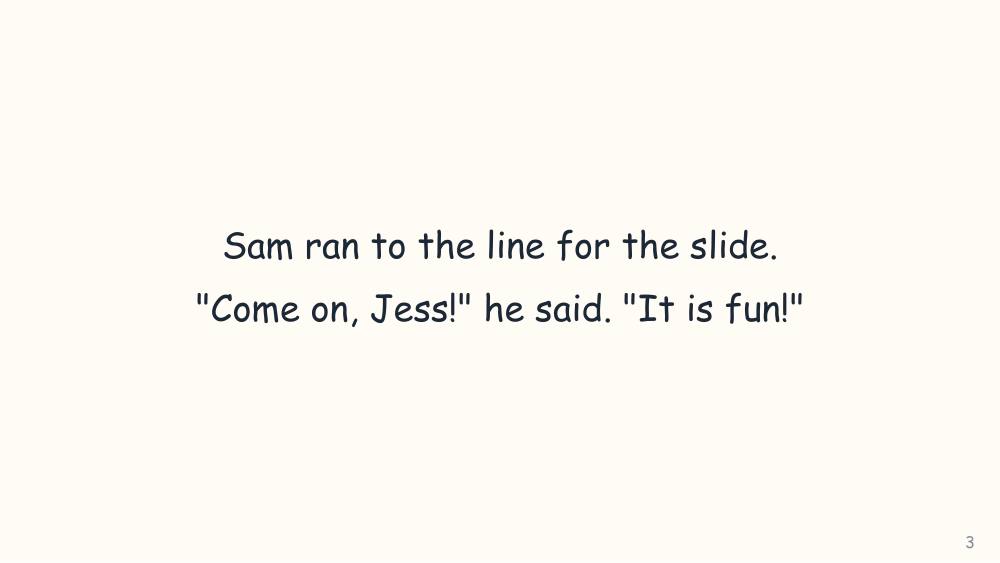 Sam ran to the line for the slide.
"Come on, Jess!" he said. "It is fun!"
3